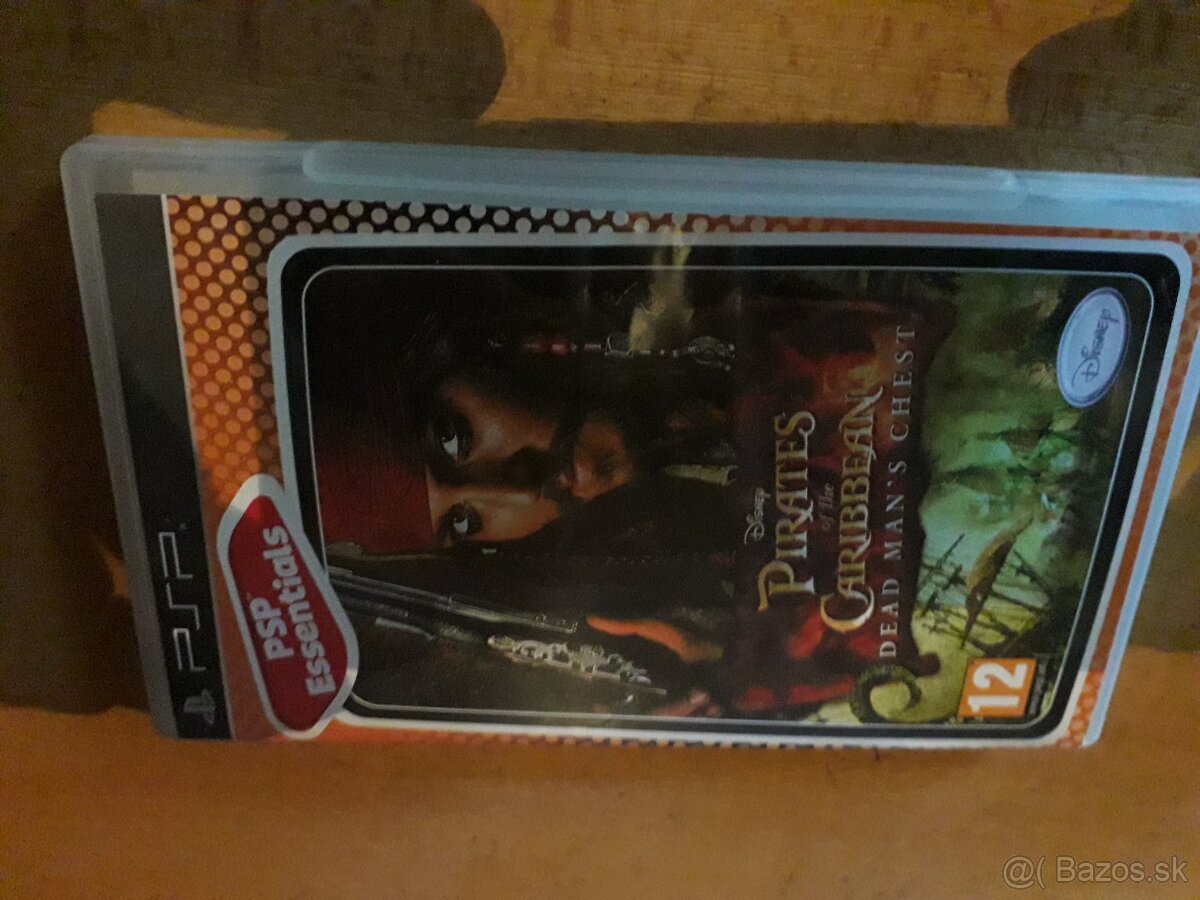 PSP
PSP
Essentials
Disney
PIRATES
of the
CARIBBEAN
DEAD MAN'S CHEST
12
Disney
@( Bazos.sk